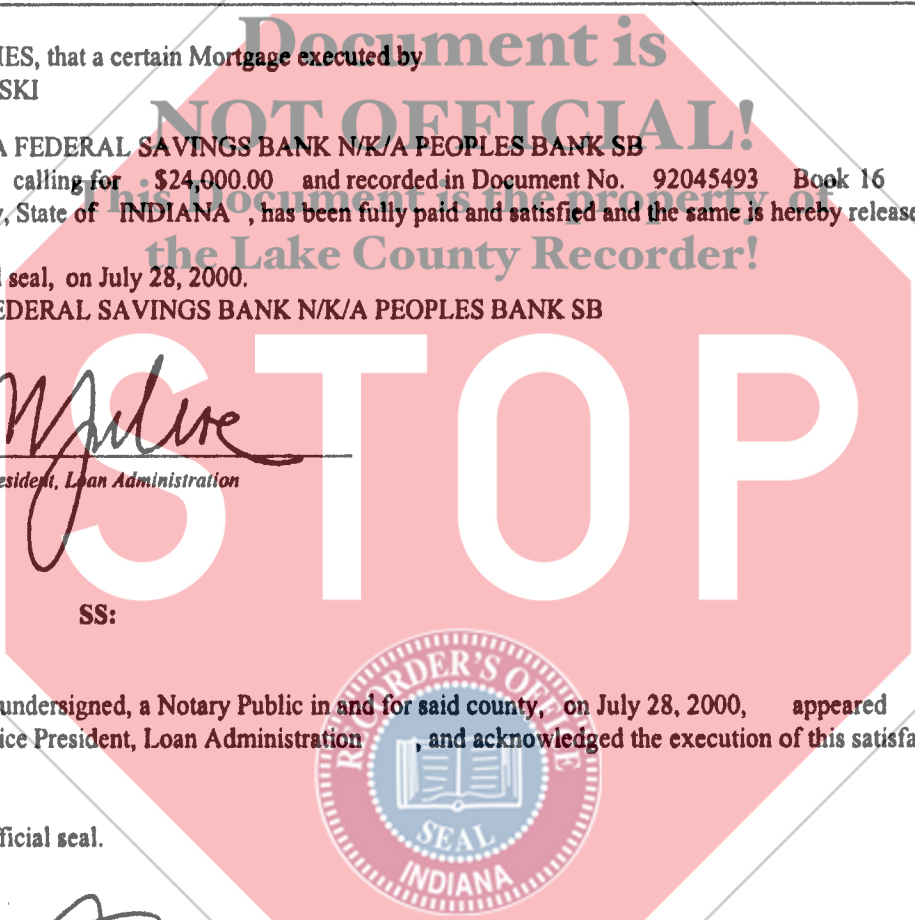 Document is
IES, that a certain Mortgage executed by
SKI
NOT OFFICIAL!
A FEDERAL SAVINGS BANK N/K/A PEOPLES BANK SB
calling for $24,000.00 and recorded in Document No. 92045493 Book 16
This Document is the property of
y, State of INDIANA , has been fully paid and satisfied and the same is hereby release
the Lake County Recorder!
l seal, on July 28, 2000.
EDERAL SAVINGS BANK N/K/A PEOPLES BANK SB
STOP
esident, Loan Administration
SS:
RECORDER'S OFFICE
undersigned, a Notary Public in and for said county, on July 28, 2000, appeared
ice President, Loan Administration , and acknowledged the execution of this satisfa
SEAL
fficial seal.
INDIANA